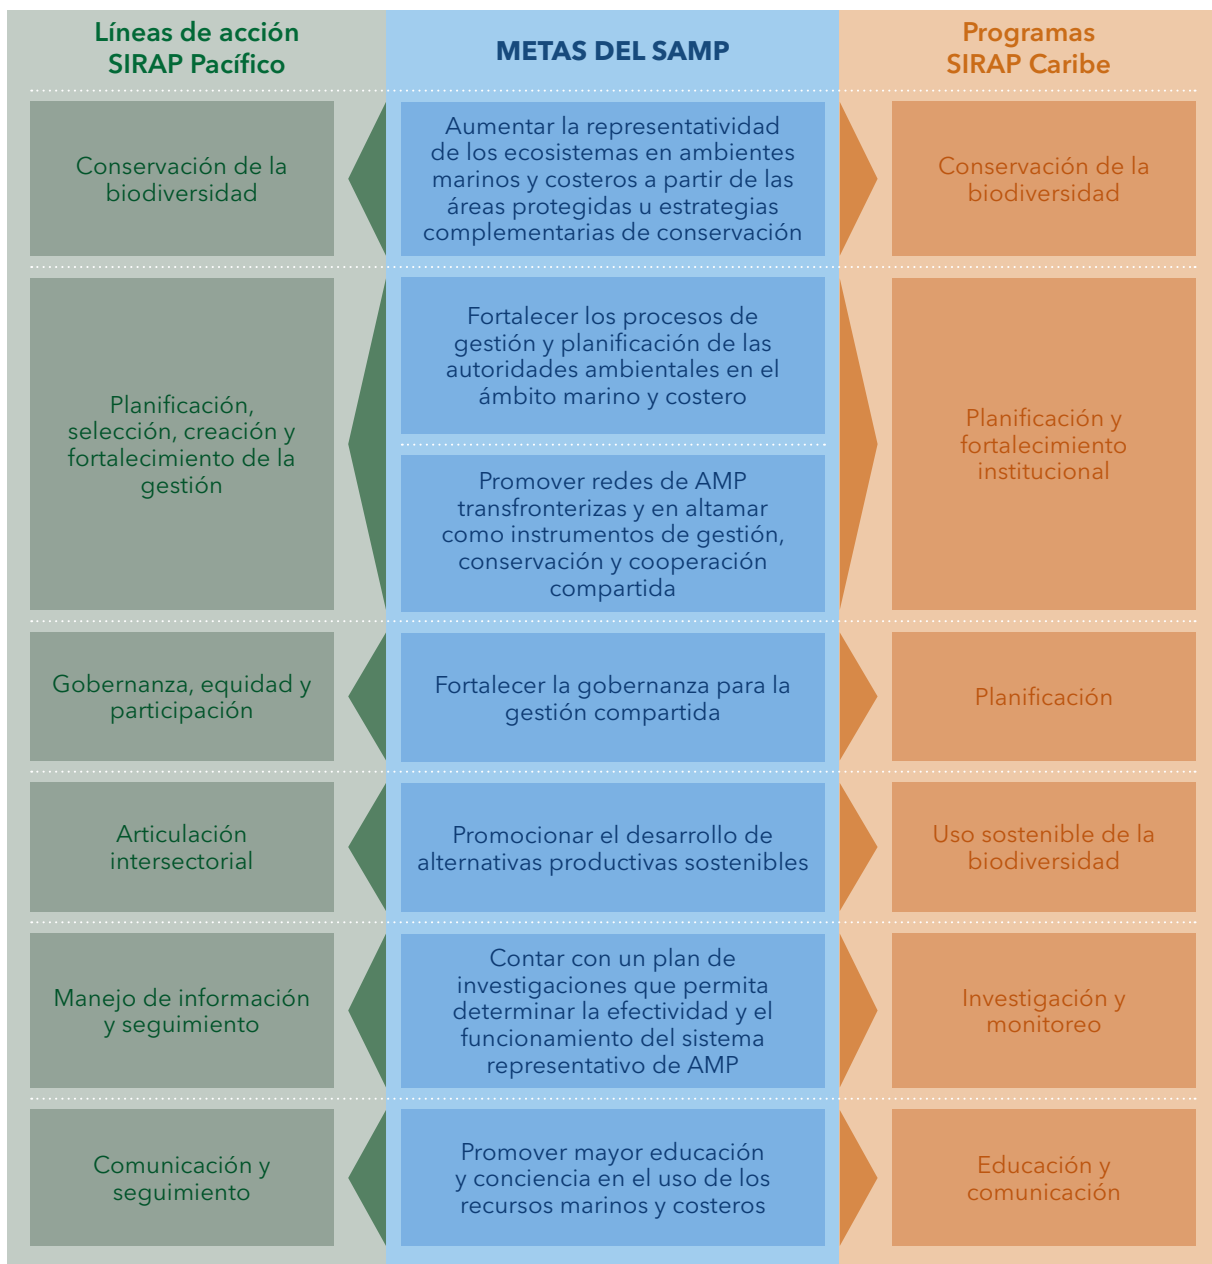 Líneas de acción
SIRAP Pacífico
METAS DEL SAMP
Programas
SIRAP Caribe
Conservación de la
biodiversidad
Aumentar la representatividad
de los ecosistemas en ambientes
marinos y costeros a partir de las
áreas protegidas u estrategias
complementarias de conservación
Conservación de la
biodiversidad
Planificación,
selección, creación y
fortalecimiento de la
gestión
Fortalecer los procesos de
gestión y planificación de las
autoridades ambientales en el
ámbito marino y costero
Promover redes de AMP
transfronterizas y en altamar
como instrumentos de gestión,
conservación y cooperación
compartida
Planificación y
fortalecimiento
institucional
Gobernanza, equidad y
participación
Fortalecer la gobernanza para la
gestión compartida
Planificación
Articulación
intersectorial
Promocionar el desarrollo de
alternativas productivas sostenibles
Uso sostenible de la
biodiversidad
Manejo de información
y seguimiento
Contar con un plan de
investigaciones que permita
determinar la efectividad y el
funcionamiento del sistema
representativo de AMP
Investigación y
monitoreo
Comunicación y
seguimiento
Promover mayor educación
y conciencia en el uso de los
recursos marinos y costeros
Educación y
comunicación